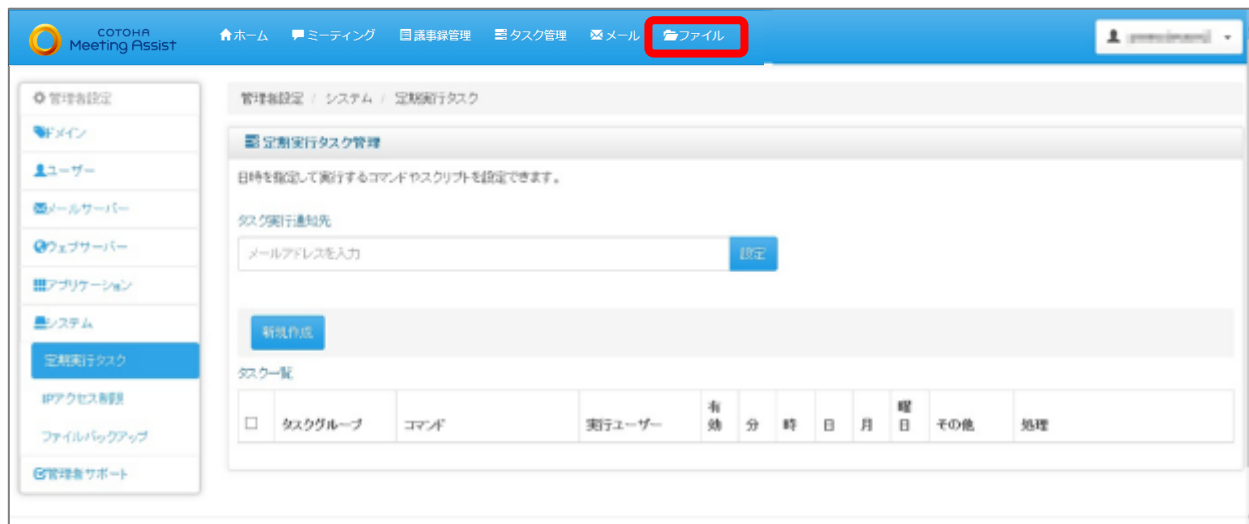 COTOHA
Meeting Assist
ホーム ミーティング 議事録管理 タスク管理 メール ファイル
管理者設定
ドメイン
ユーザー
メールサーバー
ウェブサーバー
アプリケーション
システム
定期実行タスク
IPアクセス制限
ファイルバックアップ
管理者サポート
管理者設定 / システム / 定期実行タスク
定期実行タスク管理
日時を指定して実行するコマンドやスクリプトを設定できます。
タスク実行通知先
メールアドレスを入力 設定
新規作成
タスク一覧
タスクグループ コマンド 実行ユーザー 有効 分 時 日 月 曜日 その他 処理